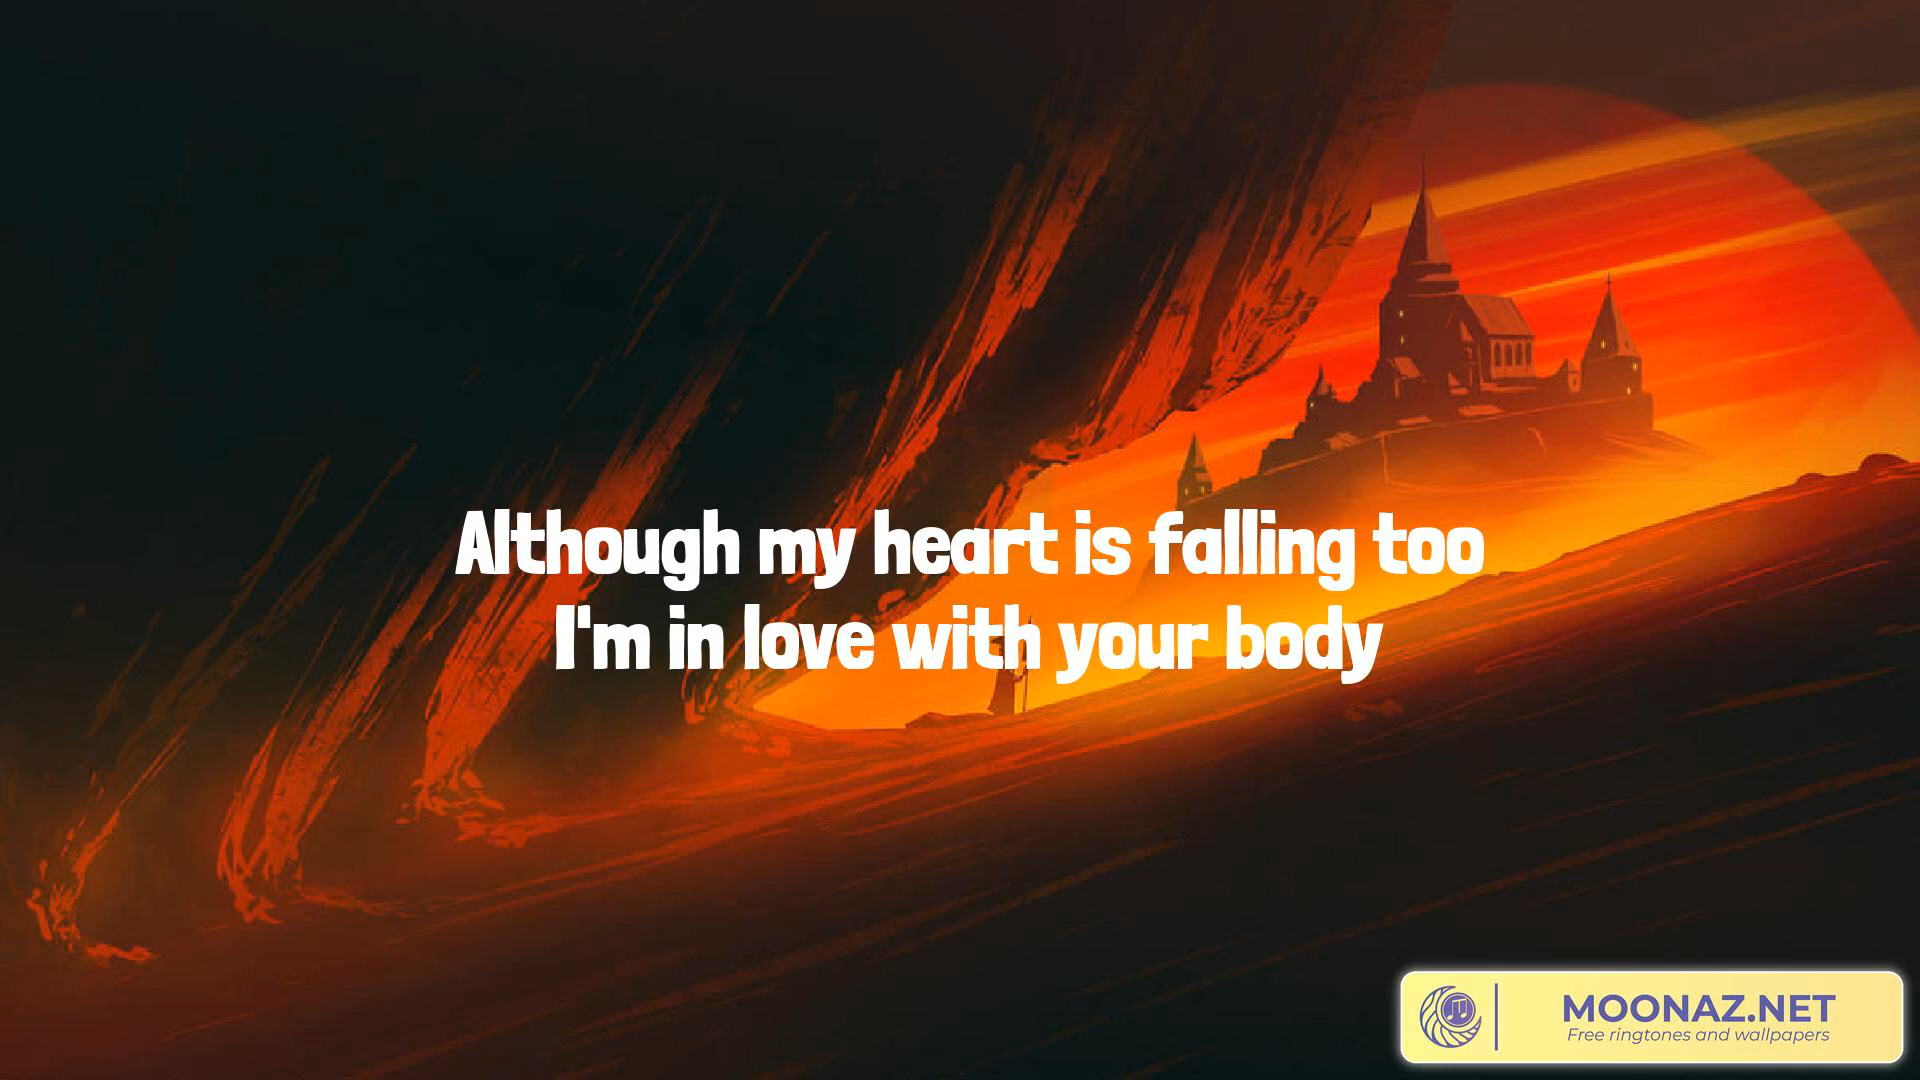 Although my heart is falling too
I'm in love with your body
MOONAZ.NET
Free ringtones and wallpapers